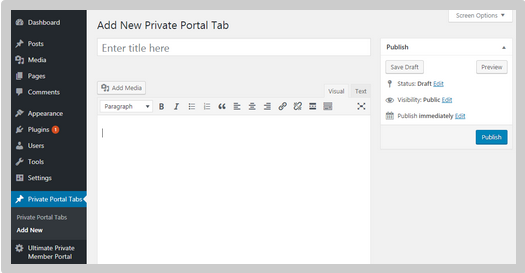 Screen Options
Dashboard
Posts
Media
Pages
Comments
Appearance
Plugins 1
Users
Tools
Settings
Private Portal Tabs
Private Portal Tabs
Add New
Ultimate Private
Member Portal
Add New Private Portal Tab
Enter title here
Add Media
Visual Text
Paragraph B I
Publish
Save Draft Preview
Status: Draft Edit
Visibility: Public Edit
Publish immediately Edit
Publish